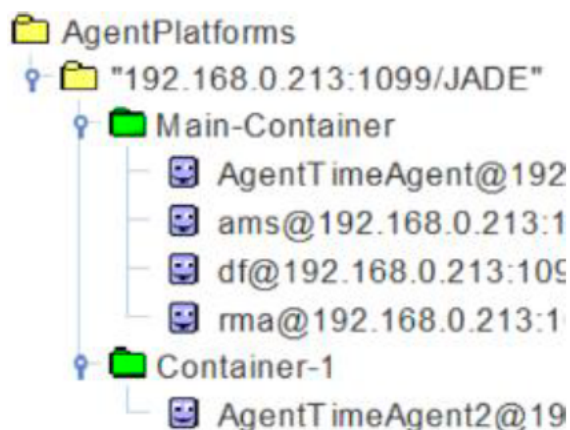 AgentPlatforms
"192.168.0.213:1099/JADE"
Main-Container
AgentTimeAgent@192
ams@192.168.0.213:1
df@192.168.0.213:109
rma@192.168.0.213:1
Container-1
AgentTimeAgent2@19